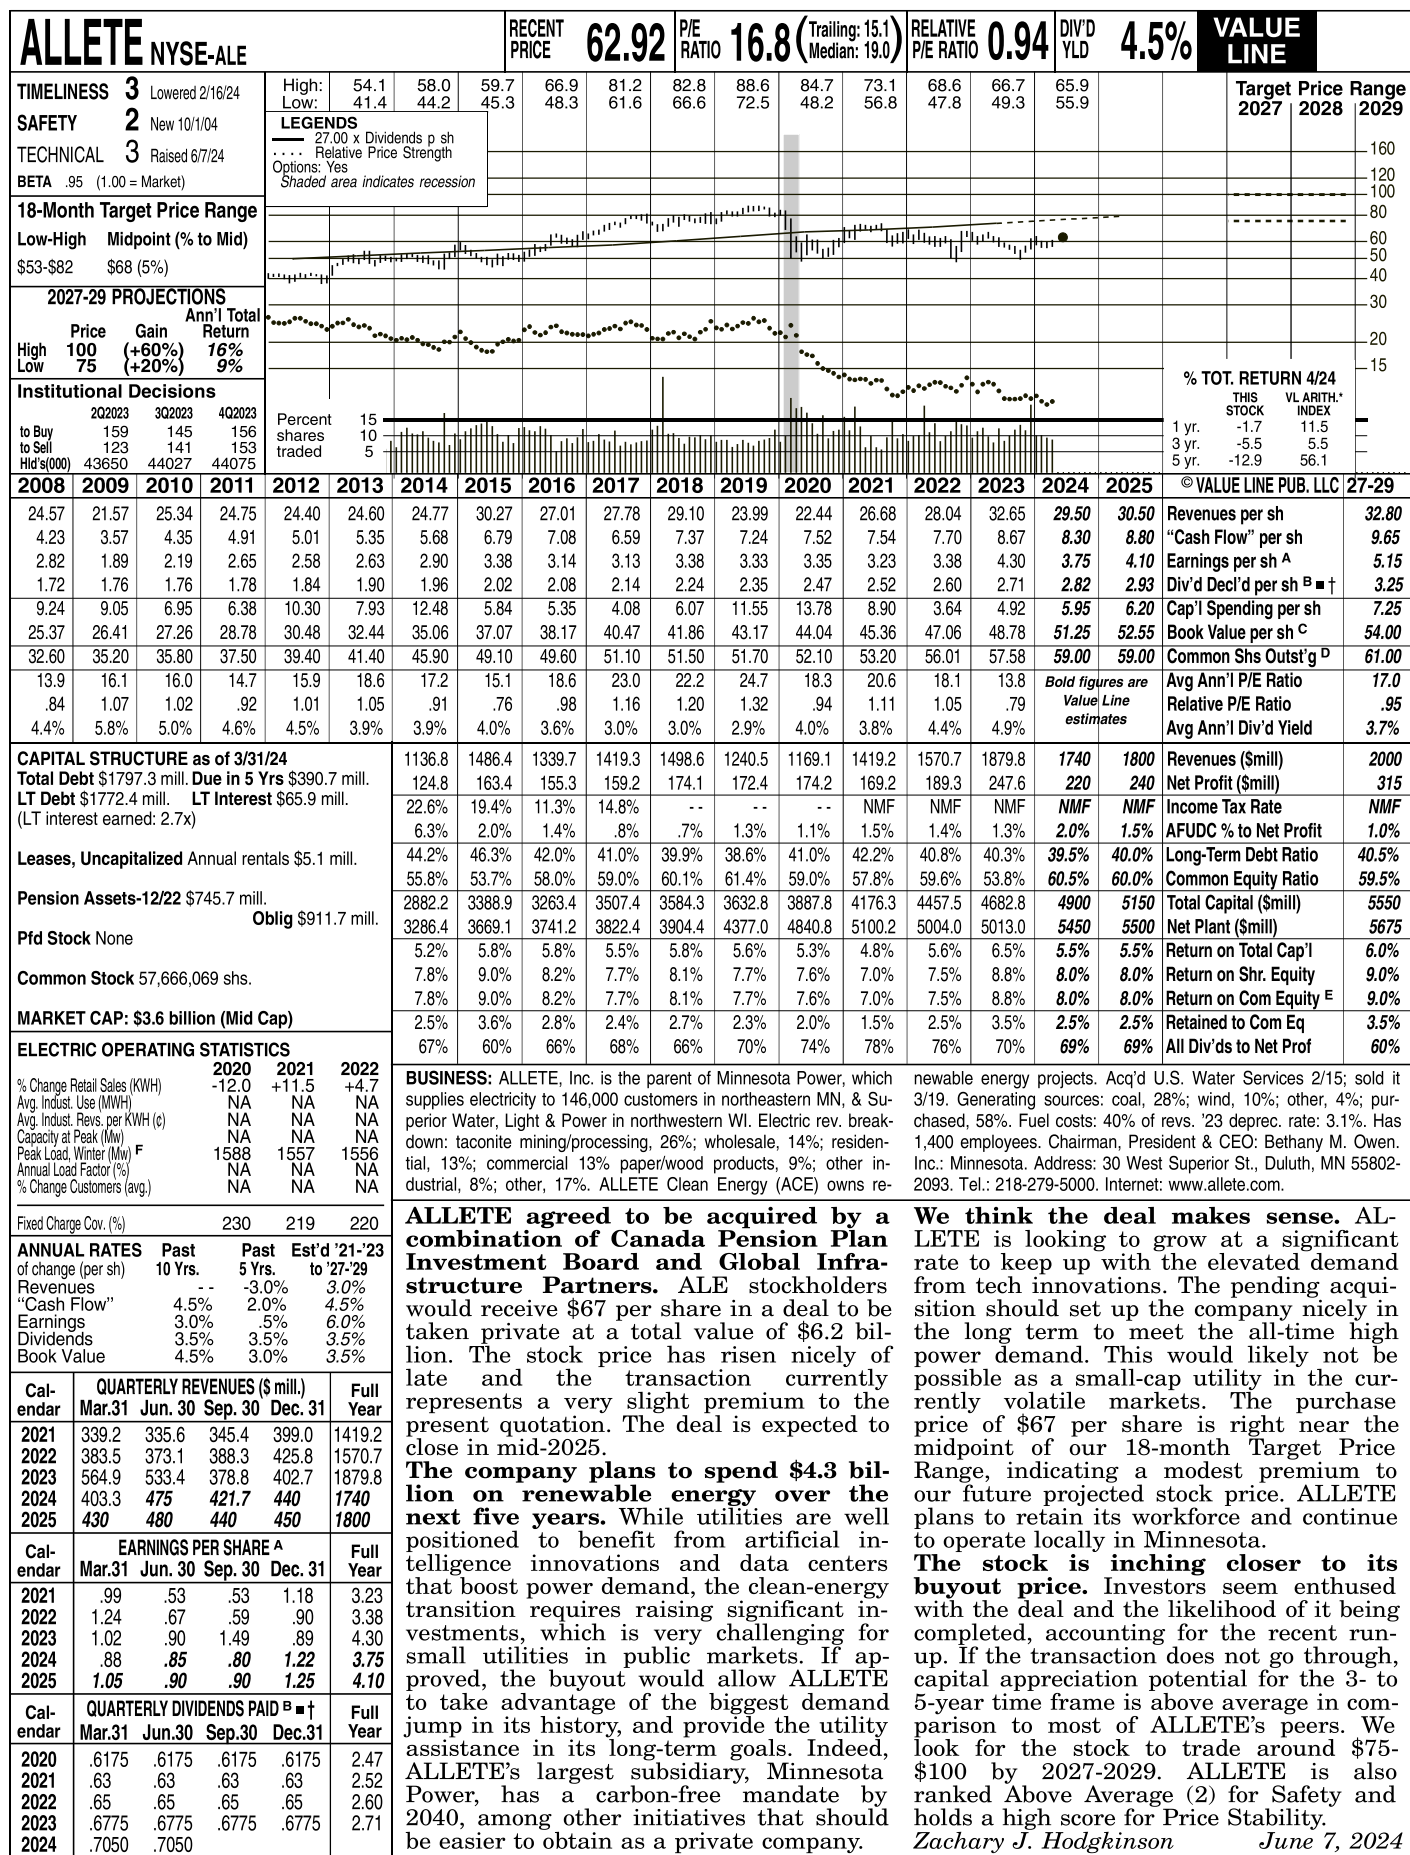 ALLETE NYSE-ALE
RECENT PRICE 62.92
P/E RATIO 16.8 (Trailing: 15.1 Median: 19.0)
RELATIVE P/E RATIO 0.94
DIV'D YLD 4.5%
VALUE LINE
TIMELINESS 3 Lowered 2/16/24
SAFETY 2 New 10/1/04
TECHNICAL 3 Raised 6/7/24
BETA .95 (1.00 = Market)
18-Month Target Price Range
Low-High Midpoint (% to Mid)
$53-$82 $68 (5%)
2027-29 PROJECTIONS
Ann'l Total
Price Gain Return
High 100 (+60%) 16%
Low 75 (+20%) 9%
Institutional Decisions
2Q2023 3Q2023 4Q2023
to Buy 159 145 156
to Sell 123 141 153
Hld's(000) 43650 44027 44075
High: 54.1 58.0 59.7 66.9 81.2 82.8 88.6 84.7 73.1 68.6 66.7 65.9
Low: 41.4 44.2 45.3 48.3 61.6 66.6 72.5 48.2 56.8 47.8 49.3 55.9
LEGENDS
27.00 x Dividends p sh
. . . . Relative Price Strength
Options: Yes
Shaded area indicates recession
Target Price Range
2027 2028 2029
160
120
100
80
60
50
40
30
20
15
Percent shares traded
15
10
5
% TOT. RETURN 4/24
THIS STOCK VL ARITH.* INDEX
1 yr. -1.7 11.5
3 yr. -5.5 5.5
5 yr. -12.9 56.1
2008 2009 2010 2011 2012 2013 2014 2015 2016 2017 2018 2019 2020 2021 2022 2023 2024 2025 © VALUE LINE PUB. LLC 27-29
24.57 21.57 25.34 24.75 24.40 24.60 24.77 30.27 27.01 27.78 29.10 23.99 22.44 26.68 28.04 32.65 29.50 30.50 Revenues per sh 32.80
4.23 3.57 4.35 4.91 5.01 5.35 5.68 6.79 7.08 6.59 7.37 7.24 7.52 7.54 7.70 8.67 8.30 8.80 "Cash Flow" per sh 9.65
2.82 1.89 2.19 2.65 2.58 2.63 2.90 3.38 3.14 3.13 3.38 3.33 3.35 3.23 3.38 4.30 3.75 4.10 Earnings per sh A 5.15
1.72 1.76 1.76 1.78 1.84 1.90 1.96 2.02 2.08 2.14 2.24 2.35 2.47 2.52 2.60 2.71 2.82 2.93 Div'd Decl'd per sh B ■ † 3.25
9.24 9.05 6.95 6.38 10.30 7.93 12.48 5.84 5.35 4.08 6.07 11.55 13.78 8.90 3.64 4.92 5.95 6.20 Cap'l Spending per sh 7.25
25.37 26.41 27.26 28.78 30.48 32.44 35.06 37.07 38.17 40.47 41.86 43.17 44.04 45.36 47.06 48.78 51.25 52.55 Book Value per sh C 54.00
32.60 35.20 35.80 37.50 39.40 41.40 45.90 49.10 49.60 51.10 51.50 51.70 52.10 53.20 56.01 57.58 59.00 59.00 Common Shs Outst'g D 61.00
13.9 16.1 16.0 14.7 15.9 18.6 17.2 15.1 18.6 23.0 22.2 24.7 18.3 20.6 18.1 13.8 Bold figures are Avg Ann'l P/E Ratio 17.0
.84 1.07 1.02 .92 1.01 1.05 .91 .76 .98 1.16 1.20 1.32 .94 1.11 1.05 .79 Value Line Relative P/E Ratio .95
4.4% 5.8% 5.0% 4.6% 4.5% 3.9% 3.9% 4.0% 3.6% 3.0% 3.0% 2.9% 4.0% 3.8% 4.4% 4.9% estimates Avg Ann'l Div'd Yield 3.7%
CAPITAL STRUCTURE as of 3/31/24
Total Debt $1797.3 mill. Due in 5 Yrs $390.7 mill.
LT Debt $1772.4 mill. LT Interest $65.9 mill.
(LT interest earned: 2.7x)
Leases, Uncapitalized Annual rentals $5.1 mill.
Pension Assets-12/22 $745.7 mill.
Oblig $911.7 mill.
Pfd Stock None
Common Stock 57,666,069 shs.
MARKET CAP: $3.6 billion (Mid Cap)
1136.8 1486.4 1339.7 1419.3 1498.6 1240.5 1169.1 1419.2 1570.7 1879.8 1740 1800 Revenues ($mill) 2000
124.8 163.4 155.3 159.2 174.1 172.4 174.2 169.2 189.3 247.6 220 240 Net Profit ($mill) 315
22.6% 19.4% 11.3% 14.8% - - - - - - NMF NMF NMF NMF NMF Income Tax Rate NMF
6.3% 2.0% 1.4% .8% .7% 1.3% 1.1% 1.5% 1.4% 1.3% 2.0% 1.5% AFUDC % to Net Profit 1.0%
44.2% 46.3% 42.0% 41.0% 39.9% 38.6% 41.0% 42.2% 40.8% 40.3% 39.5% 40.0% Long-Term Debt Ratio 40.5%
55.8% 53.7% 58.0% 59.0% 60.1% 61.4% 59.0% 57.8% 59.6% 53.8% 60.5% 60.0% Common Equity Ratio 59.5%
2882.2 3388.9 3263.4 3507.4 3584.3 3632.8 3887.8 4176.3 4457.5 4682.8 4900 5150 Total Capital ($mill) 5550
3286.4 3669.1 3741.2 3822.4 3904.4 4377.0 4840.8 5100.2 5004.0 5013.0 5450 5500 Net Plant ($mill) 5675
5.2% 5.8% 5.8% 5.5% 5.8% 5.6% 5.3% 4.8% 5.6% 6.5% 5.5% 5.5% Return on Total Cap'l 6.0%
7.8% 9.0% 8.2% 7.7% 8.1% 7.7% 7.6% 7.0% 7.5% 8.8% 8.0% 8.0% Return on Shr. Equity 9.0%
7.8% 9.0% 8.2% 7.7% 8.1% 7.7% 7.6% 7.0% 7.5% 8.8% 8.0% 8.0% Return on Com Equity E 9.0%
2.5% 3.6% 2.8% 2.4% 2.7% 2.3% 2.0% 1.5% 2.5% 3.5% 2.5% 2.5% Retained to Com Eq 3.5%
67% 60% 66% 68% 66% 70% 74% 78% 76% 70% 69% 69% All Div'ds to Net Prof 60%
ELECTRIC OPERATING STATISTICS
2020 2021 2022
% Change Retail Sales (KWH) -12.0 +11.5 +4.7
Avg. Indust. Use (MWH) NA NA NA
Avg. Indust. Revs. per KWH (¢) NA NA NA
Capacity at Peak (Mw) NA NA NA
Peak Load, Winter (Mw) F 1588 1557 1556
Annual Load Factor (%) NA NA NA
% Change Customers (avg.) NA NA NA
Fixed Charge Cov. (%) 230 219 220
ANNUAL RATES Past Past Est'd '21-'23
of change (per sh) 10 Yrs. 5 Yrs. to '27-'29
Revenues - - -3.0% 3.0%
"Cash Flow" 4.5% 2.0% 4.5%
Earnings 3.0% .5% 6.0%
Dividends 3.5% 3.5% 3.5%
Book Value 4.5% 3.0% 3.5%
Calendar QUARTERLY REVENUES ($ mill.) Full Year
Mar.31 Jun. 30 Sep. 30 Dec. 31
2021 339.2 335.6 345.4 399.0 1419.2
2022 383.5 373.1 388.3 425.8 1570.7
2023 564.9 533.4 378.8 402.7 1879.8
2024 403.3 475 421.7 440 1740
2025 430 480 440 450 1800
Calendar EARNINGS PER SHARE A Full Year
Mar.31 Jun. 30 Sep. 30 Dec. 31
2021 .99 .53 .53 1.18 3.23
2022 1.24 .67 .59 .90 3.38
2023 1.02 .90 1.49 .89 4.30
2024 .88 .85 .80 1.22 3.75
2025 1.05 .90 .90 1.25 4.10
Calendar QUARTERLY DIVIDENDS PAID B ■ † Full Year
Mar.31 Jun.30 Sep.30 Dec.31
2020 .6175 .6175 .6175 .6175 2.47
2021 .63 .63 .63 .63 2.52
2022 .65 .65 .65 .65 2.60
2023 .6775 .6775 .6775 .6775 2.71
2024 .7050 .7050
BUSINESS: ALLETE, Inc. is the parent of Minnesota Power, which
supplies electricity to 146,000 customers in northeastern MN, & Su-
perior Water, Light & Power in northwestern WI. Electric rev. break-
down: taconite mining/processing, 26%; wholesale, 14%; residen-
tial, 13%; commercial 13% paper/wood products, 9%; other in-
dustrial, 8%; other, 17%. ALLETE Clean Energy (ACE) owns re-
newable energy projects. Acq'd U.S. Water Services 2/15; sold it
3/19. Generating sources: coal, 28%; wind, 10%; other, 4%; pur-
chased, 58%. Fuel costs: 40% of revs. '23 deprec. rate: 3.1%. Has
1,400 employees. Chairman, President & CEO: Bethany M. Owen.
Inc.: Minnesota. Address: 30 West Superior St., Duluth, MN 55802-
2093. Tel.: 218-279-5000. Internet: www.allete.com.
ALLETE agreed to be acquired by a
combination of Canada Pension Plan
Investment Board and Global Infra-
structure Partners. ALE stockholders
would receive $67 per share in a deal to be
taken private at a total value of $6.2 bil-
lion. The stock price has risen nicely of
late and the transaction currently
represents a very slight premium to the
present quotation. The deal is expected to
close in mid-2025.
The company plans to spend $4.3 bil-
lion on renewable energy over the
next five years. While utilities are well
positioned to benefit from artificial in-
telligence innovations and data centers
that boost power demand, the clean-energy
transition requires raising significant in-
vestments, which is very challenging for
small utilities in public markets. If ap-
proved, the buyout would allow ALLETE
to take advantage of the biggest demand
jump in its history, and provide the utility
assistance in its long-term goals. Indeed,
ALLETE's largest subsidiary, Minnesota
Power, has a carbon-free mandate by
2040, among other initiatives that should
be easier to obtain as a private company.
We think the deal makes sense. AL-
LETE is looking to grow at a significant
rate to keep up with the elevated demand
from tech innovations. The pending acqui-
sition should set up the company nicely in
the long term to meet the all-time high
power demand. This would likely not be
possible as a small-cap utility in the cur-
rently volatile markets. The purchase
price of $67 per share is right near the
midpoint of our 18-month Target Price
Range, indicating a modest premium to
our future projected stock price. ALLETE
plans to retain its workforce and continue
to operate locally in Minnesota.
The stock is inching closer to its
buyout price. Investors seem enthused
with the deal and the likelihood of it being
completed, accounting for the recent run-
up. If the transaction does not go through,
capital appreciation potential for the 3- to
5-year time frame is above average in com-
parison to most of ALLETE's peers. We
look for the stock to trade around $75-
$100 by 2027-2029. ALLETE is also
ranked Above Average (2) for Safety and
holds a high score for Price Stability.
Zachary J. Hodgkinson June 7, 2024